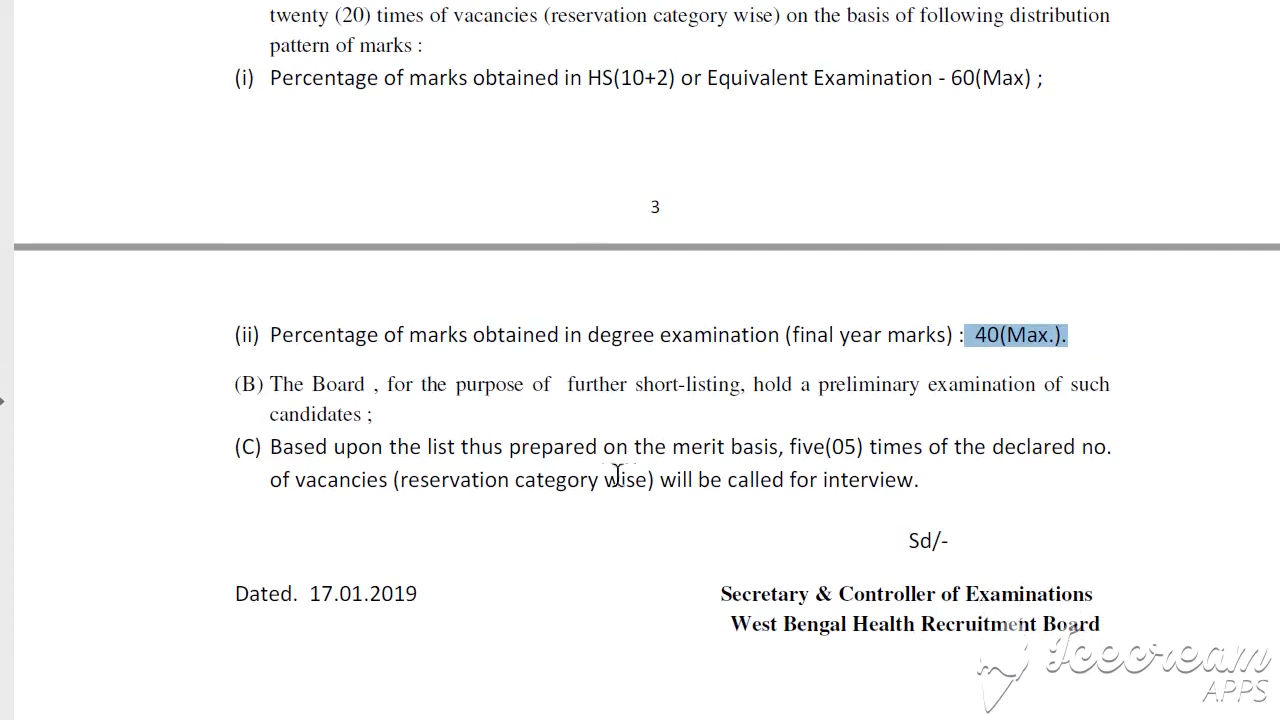 twenty (20) times of vacancies (reservation category wise) on the basis of following distribution
pattern of marks :
(i) Percentage of marks obtained in HS(10+2) or Equivalent Examination - 60(Max) ;
3
(ii) Percentage of marks obtained in degree examination (final year marks) : 40(Max.).
(B) The Board , for the purpose of further short-listing, hold a preliminary examination of such
candidates ;
(C) Based upon the list thus prepared on the merit basis, five(05) times of the declared no.
of vacancies (reservation category wise) will be called for interview.
Sd/-
Dated. 17.01.2019
Secretary & Controller of Examinations
West Bengal Health Recruitment Board
Icecream
APPS